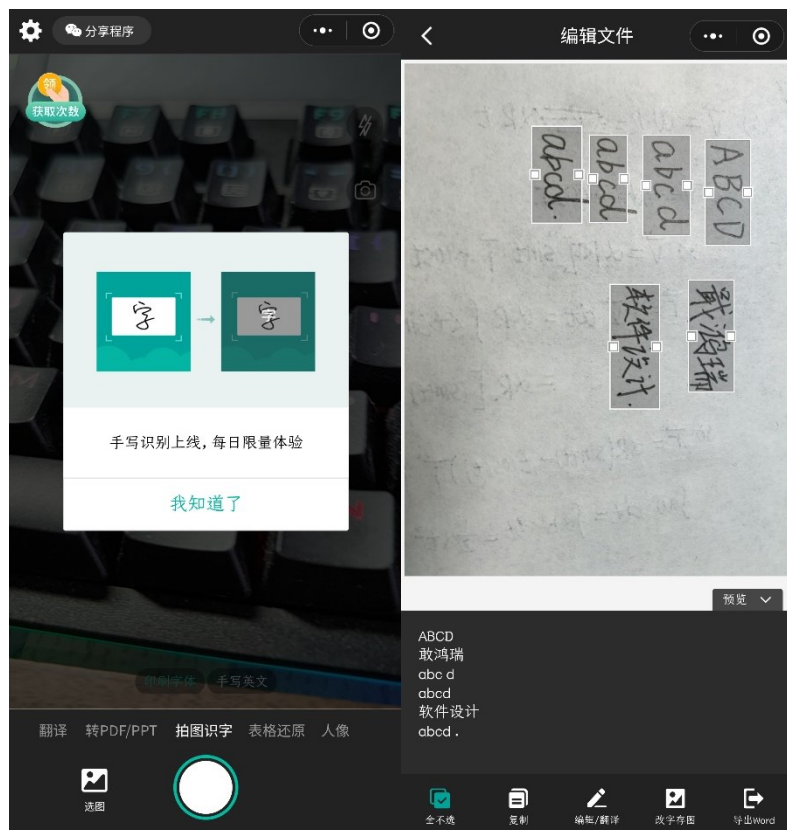 分享程序
领
获取次数
字
字
手写识别上线，每日限量体验
我知道了
印刷字体 手写英文
翻译 转PDF/PPT 拍图识字 表格还原 人像
选图
编辑文件
ABCD
abcd
abcd
abcd.
戢鸿瑞
软件设计.
预览
ABCD
敢鸿瑞
abc d
abcd
软件设计
abcd .
全不选 复制 编辑/翻译 改字存图 导出Word